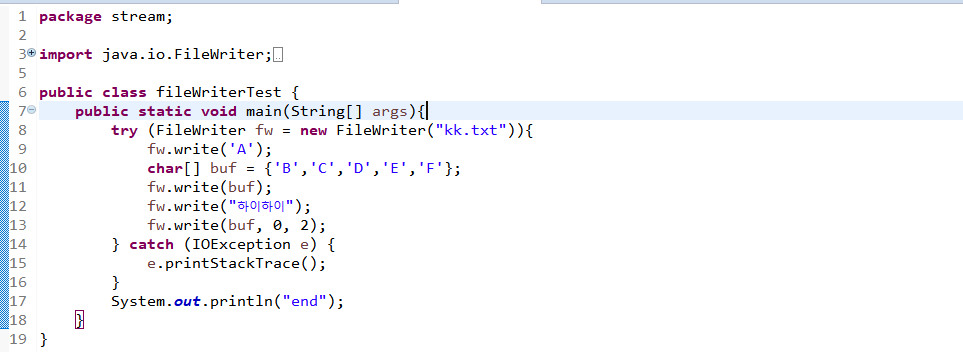 1 package stream;
2
3 import java.io.FileWriter;
5
6 public class fileWriterTest {
7 public static void main(String[] args){
8 try (FileWriter fw = new FileWriter("kk.txt")){
9 fw.write('A');
10 char[] buf = {'B','C','D','E','F'};
11 fw.write(buf);
12 fw.write("하이하이");
13 fw.write(buf, 0, 2);
14 } catch (IOException e) {
15 e.printStackTrace();
16 }
17 System.out.println("end");
18 }
19 }